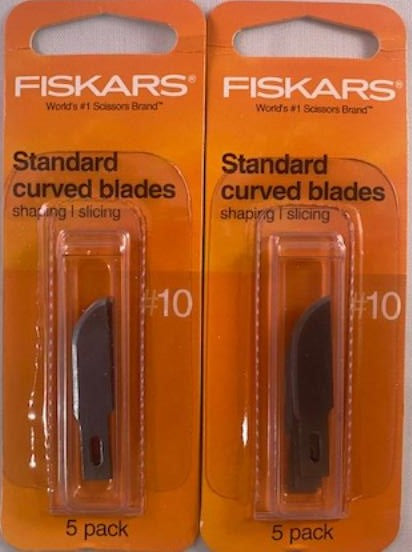 FISKARS®
World's #1 Scissors Brand™
Standard
curved blades
shaping | slicing
#10
5 pack
FISKARS®
World's #1 Scissors Brand™
Standard
curved blades
shaping | slicing
#10
5 pack